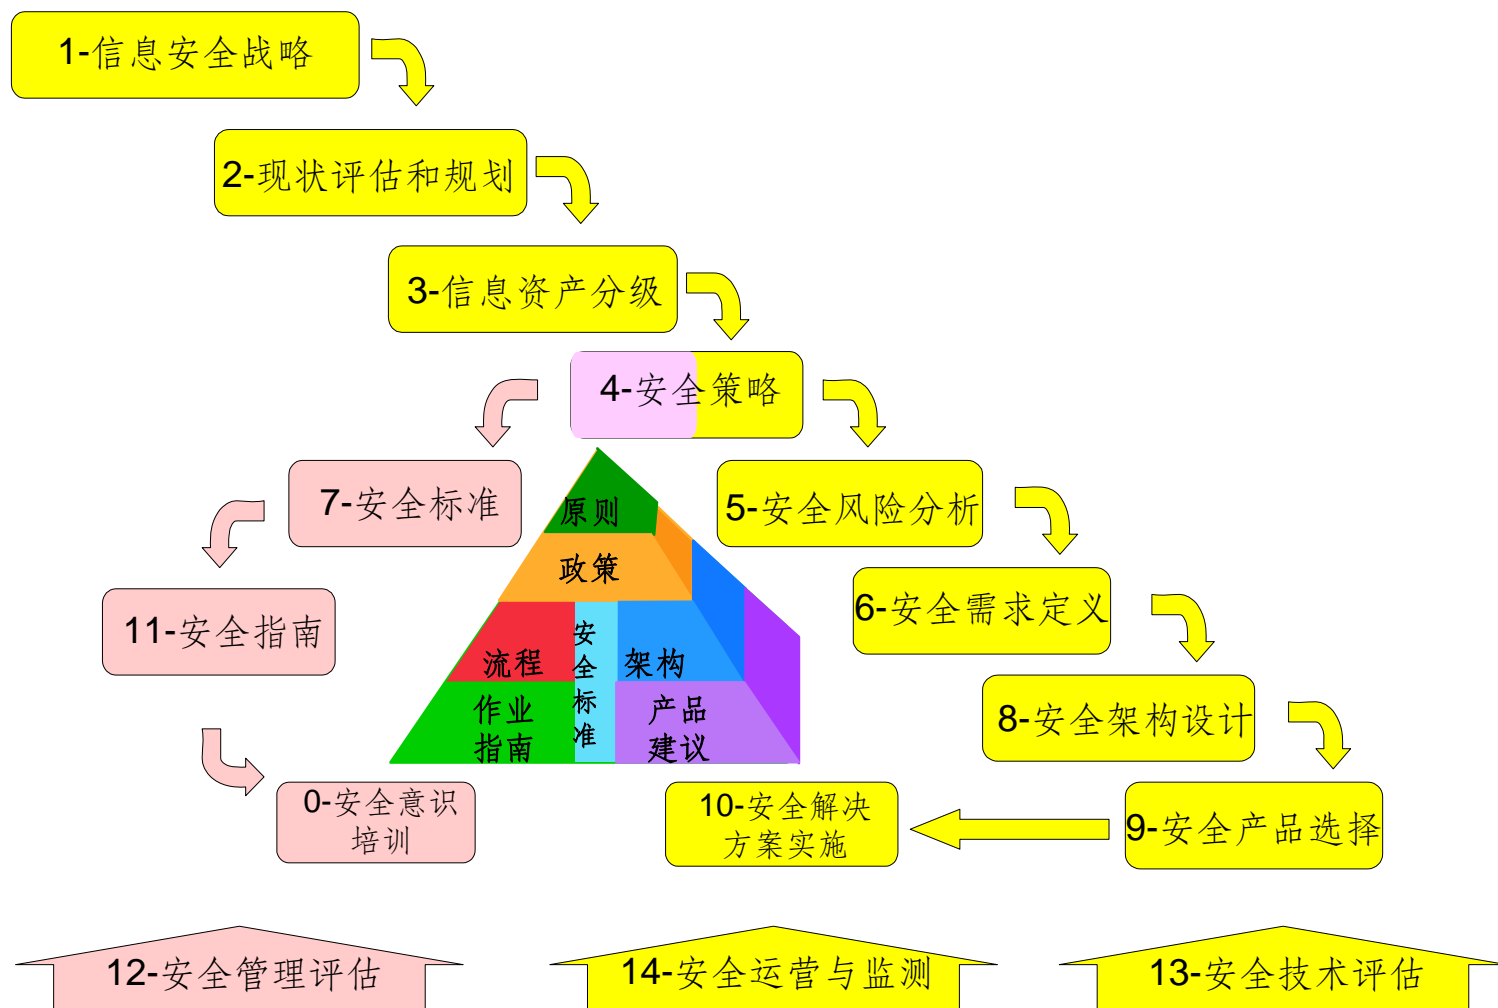 1-信息安全战略
2-现状评估和规划
3-信息资产分级
4-安全策略
7-安全标准
原则
5-安全风险分析
政策
6-安全需求定义
11-安全指南
安全标准
流程
架构
作业
指南
产品
建议
8-安全架构设计
0-安全意识
培训
10-安全解决
方案实施
9-安全产品选择
12-安全管理评估
14-安全运营与监测
13-安全技术评估